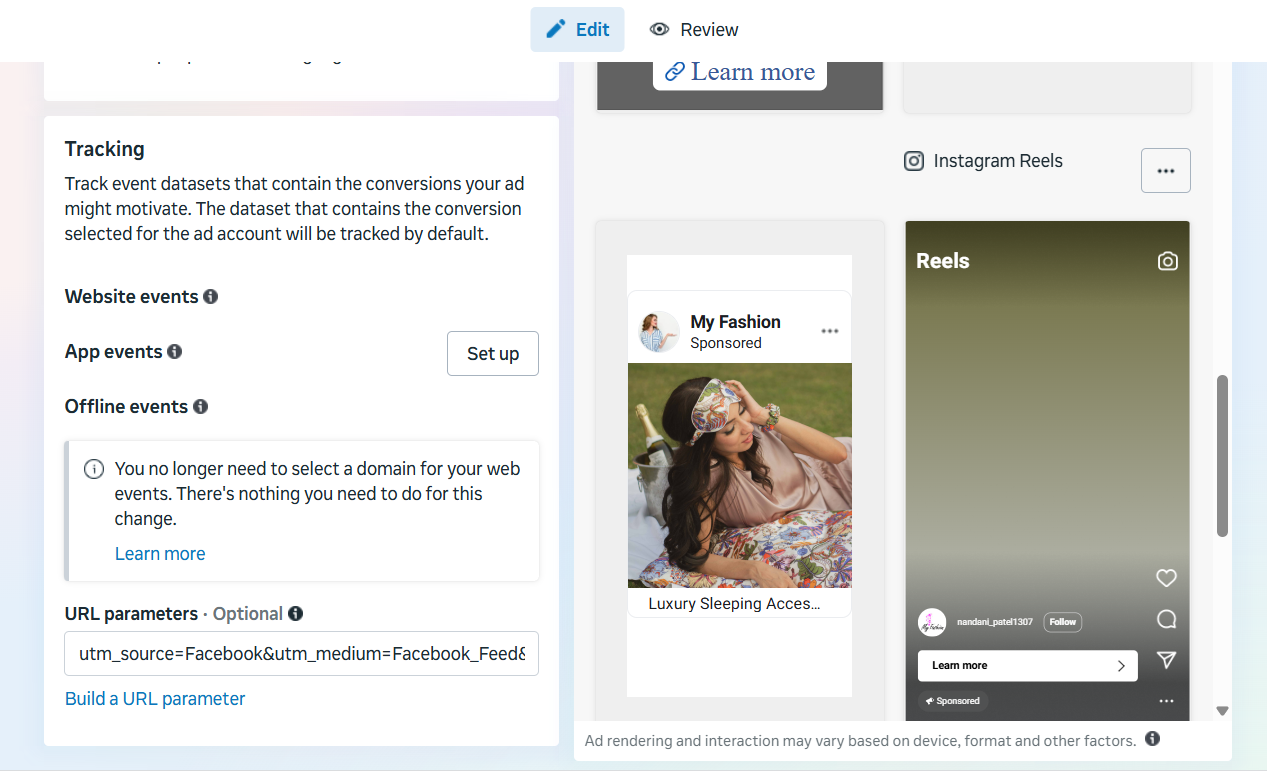 Edit
Review
Tracking
Track event datasets that contain the conversions your ad
might motivate. The dataset that contains the conversion
selected for the ad account will be tracked by default.
Website events
App events
Set up
Offline events
You no longer need to select a domain for your web
events. There's nothing you need to do for this
change.
Learn more
URL parameters · Optional
utm_source=Facebook&utm_medium=Facebook_Feed&
Build a URL parameter
Learn more
Instagram Reels
My Fashion
Sponsored
Luxury Sleeping Acces...
Reels
My Fashion
nandani_patel1307
Follow
Learn more
Sponsored
Ad rendering and interaction may vary based on device, format and other factors.